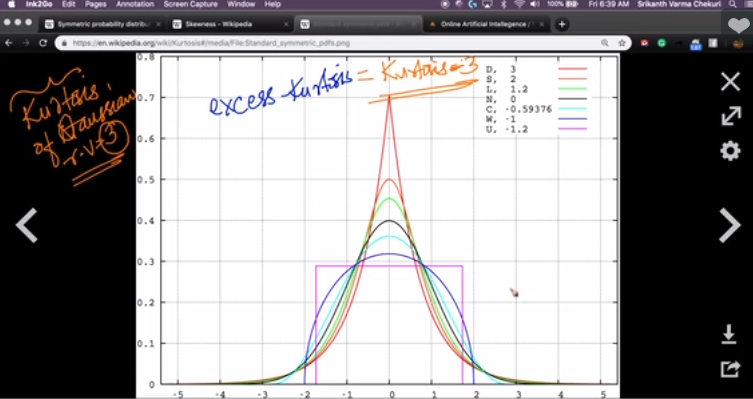 Ink2Go Edit Pages Annotation Screen Capture Window Help 100% Fri 6:39 AM Srikanth Varma Chekuri
Symmetric probability distribut
Skewness - Wikipedia
Online Artificial Intellegence /
https://en.wikipedia.org/wiki/Kurtosis#/media/File:Standard_symmetric_pdfs.png
excess-kurtosis = Kurtosis-3
Kurtosis
of Gaussian
r.v=3
D, 3
S, 2
L, 1.2
N, 0
C, -0.59376
W, -1
U, -1.2
0.8
0.7
0.6
0.5
0.4
0.3
0.2
0.1
0
-5 -4 -3 -2 -1 0 1 2 3 4 5